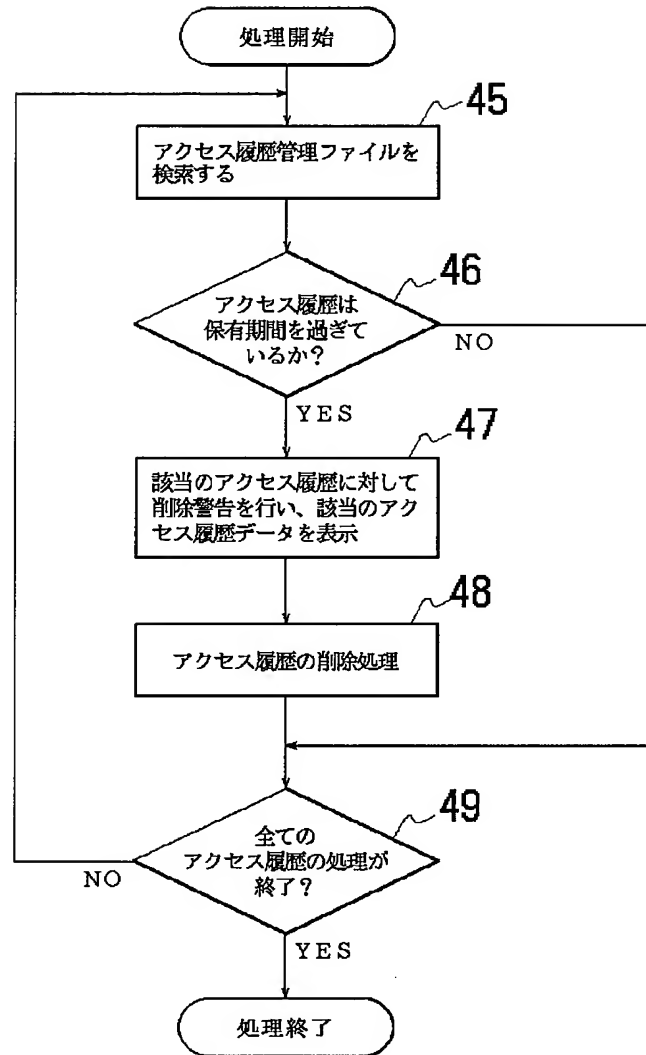 処理開始
45
アクセス履歴管理ファイルを
検索する
46
アクセス履歴は
保有期間を過ぎて
いるか？
NO
YES
47
該当のアクセス履歴に対して
削除警告を行い、該当のアク
セス履歴データを表示
48
アクセス履歴の削除処理
49
全ての
アクセス履歴の処理が
終了？
NO
YES
処理終了